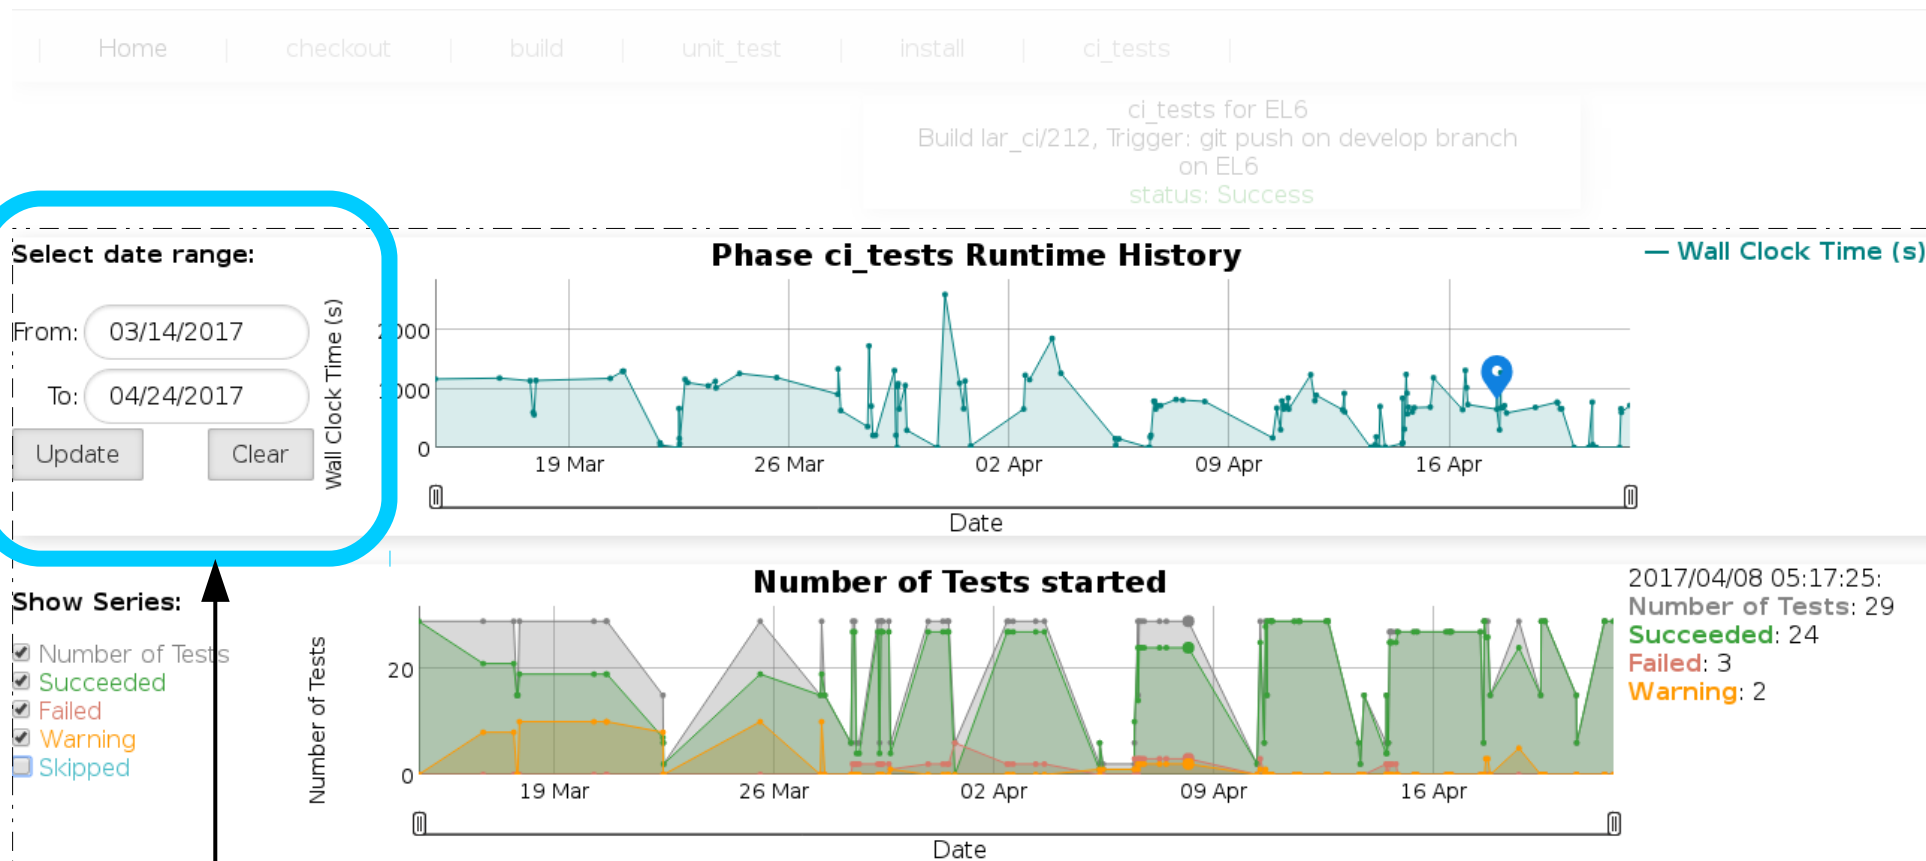 Home checkout build unit_test install ci_tests
ci_tests for EL6
Build lar_ci/212, Trigger: git push on develop branch
on EL6
status: Success
Select date range:
From: 03/14/2017
To: 04/24/2017
Update Clear
Phase ci_tests Runtime History
Wall Clock Time (s)
Wall Clock Time (s)
2000
1000
0
19 Mar 26 Mar 02 Apr 09 Apr 16 Apr
Date
Show Series:
Number of Tests
Succeeded
Failed
Warning
Skipped
Number of Tests started
Number of Tests
20
0
19 Mar 26 Mar 02 Apr 09 Apr 16 Apr
Date
2017/04/08 05:17:25:
Number of Tests: 29
Succeeded: 24
Failed: 3
Warning: 2